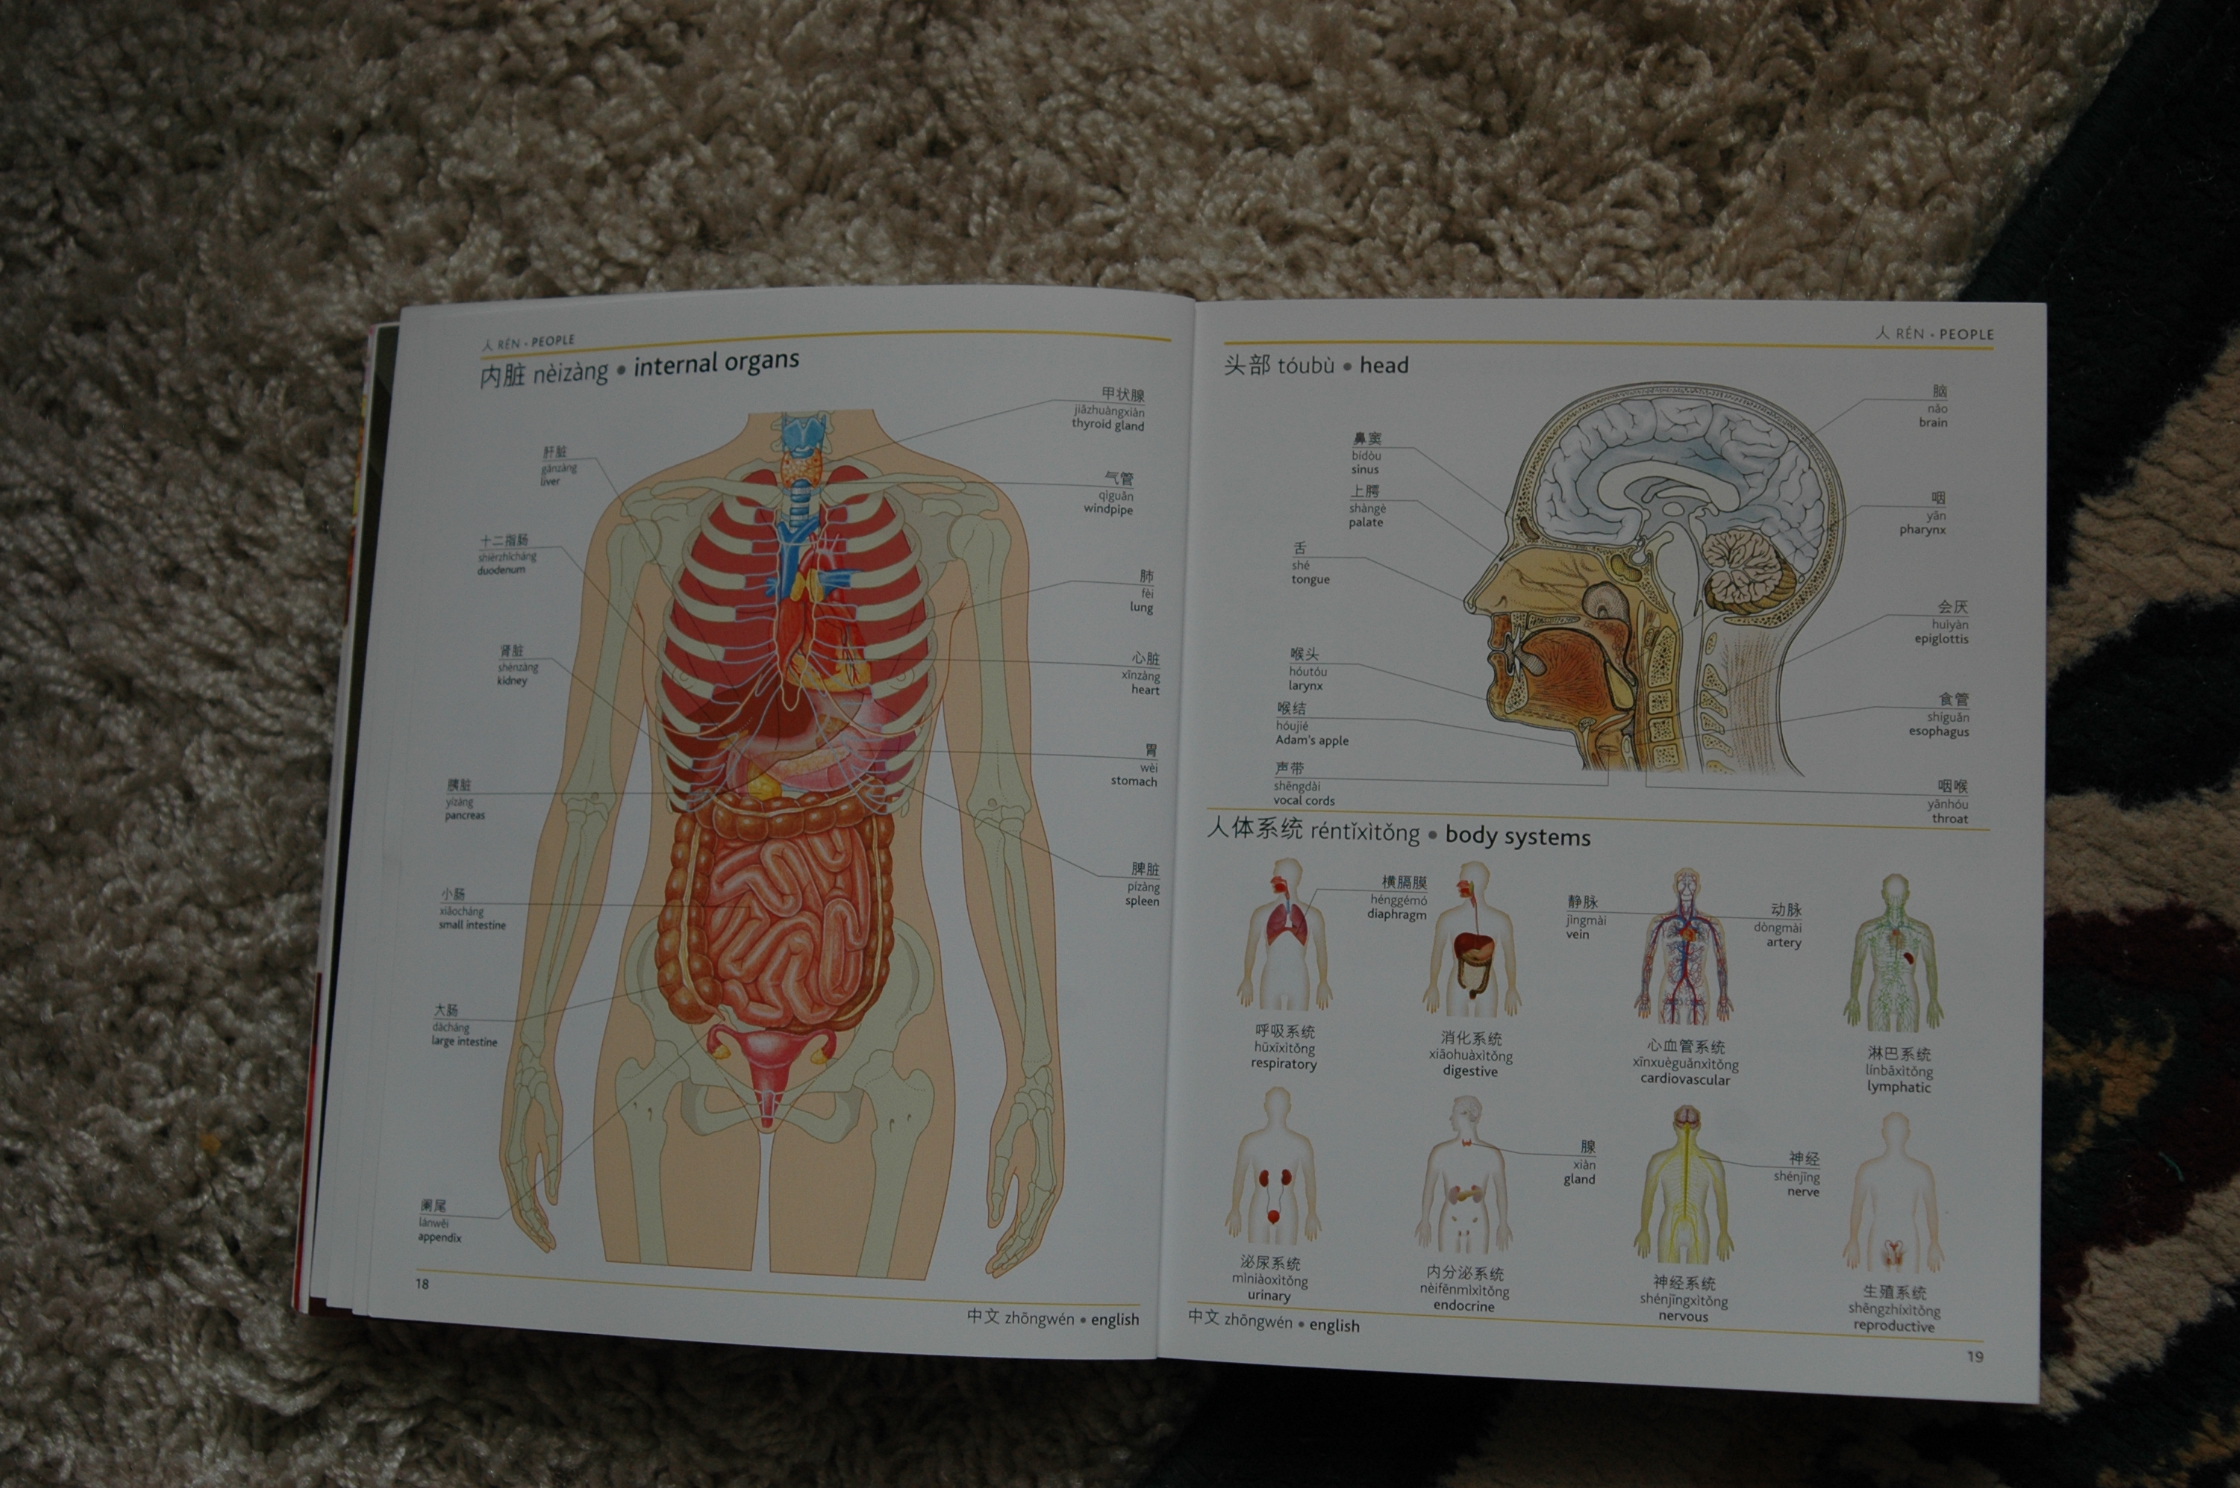 人 RÉN • PEOPLE
内脏 nèizàng • internal organs
甲状腺
jiǎzhuàngxiàn
thyroid gland
气管
qìguǎn
windpipe
肺
fèi
lung
心脏
xīnzàng
heart
胃
wèi
stomach
脾脏
pízàng
spleen
肝脏
gānzàng
liver
十二指肠
shíèrzhǐcháng
duodenum
肾脏
shènzàng
kidney
胰脏
yízàng
pancreas
小肠
xiǎocháng
small intestine
大肠
dàcháng
large intestine
阑尾
lánwěi
appendix
18
中文 zhōngwén • english
人 RÉN • PEOPLE
头部 tóubù • head
脑
nǎo
brain
咽
yān
pharynx
会厌
huìyàn
epiglottis
食管
shíguǎn
esophagus
咽喉
yānhóu
throat
鼻窦
bídòu
sinus
上腭
shàngè
palate
舌
shé
tongue
喉头
hóutóu
larynx
喉结
hóujié
Adam's apple
声带
shēngdài
vocal cords
人体系统 réntǐxìtǒng • body systems
横膈膜
hénggémó
diaphragm
静脉
jìngmài
vein
动脉
dòngmài
artery
呼吸系统
hūxīxìtǒng
respiratory
消化系统
xiāohuàxìtǒng
digestive
心血管系统
xīnxuèguǎnxìtǒng
cardiovascular
淋巴系统
línbāxìtǒng
lymphatic
腺
xiàn
gland
神经
shénjīng
nerve
泌尿系统
mìniàoxìtǒng
urinary
内分泌系统
nèifēnmìxìtǒng
endocrine
神经系统
shénjīngxìtǒng
nervous
生殖系统
shēngzhíxìtǒng
reproductive
中文 zhōngwén • english
19